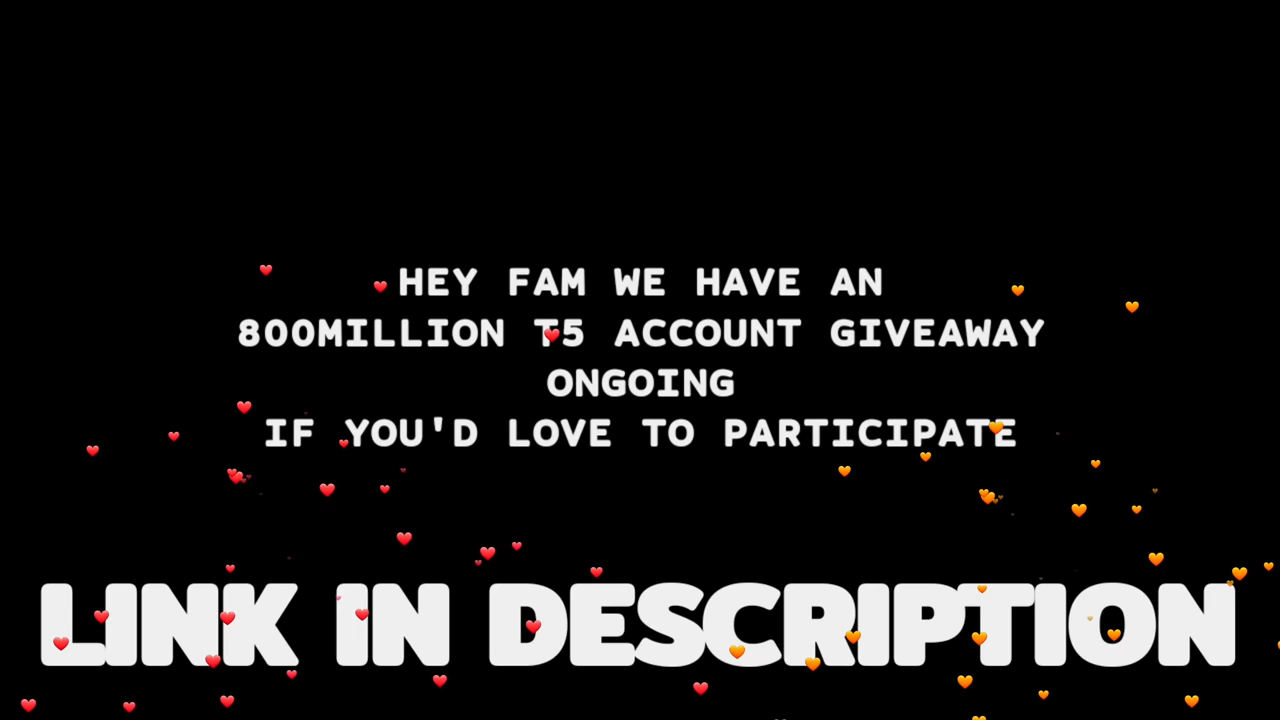 HEY FAM WE HAVE AN
800MILLION T5 ACCOUNT GIVEAWAY
ONGOING
IF YOU'D LOVE TO PARTICIPATE
LINK IN DESCRIPTION